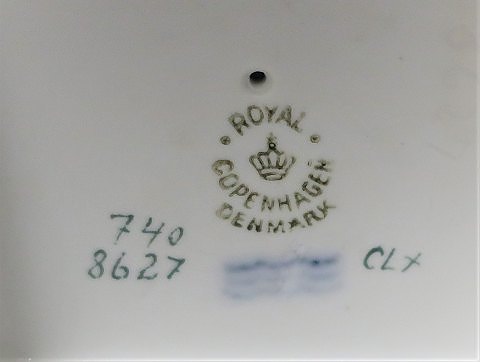 ROYAL
COPENHAGEN
DENMARK
740
8627
CLX